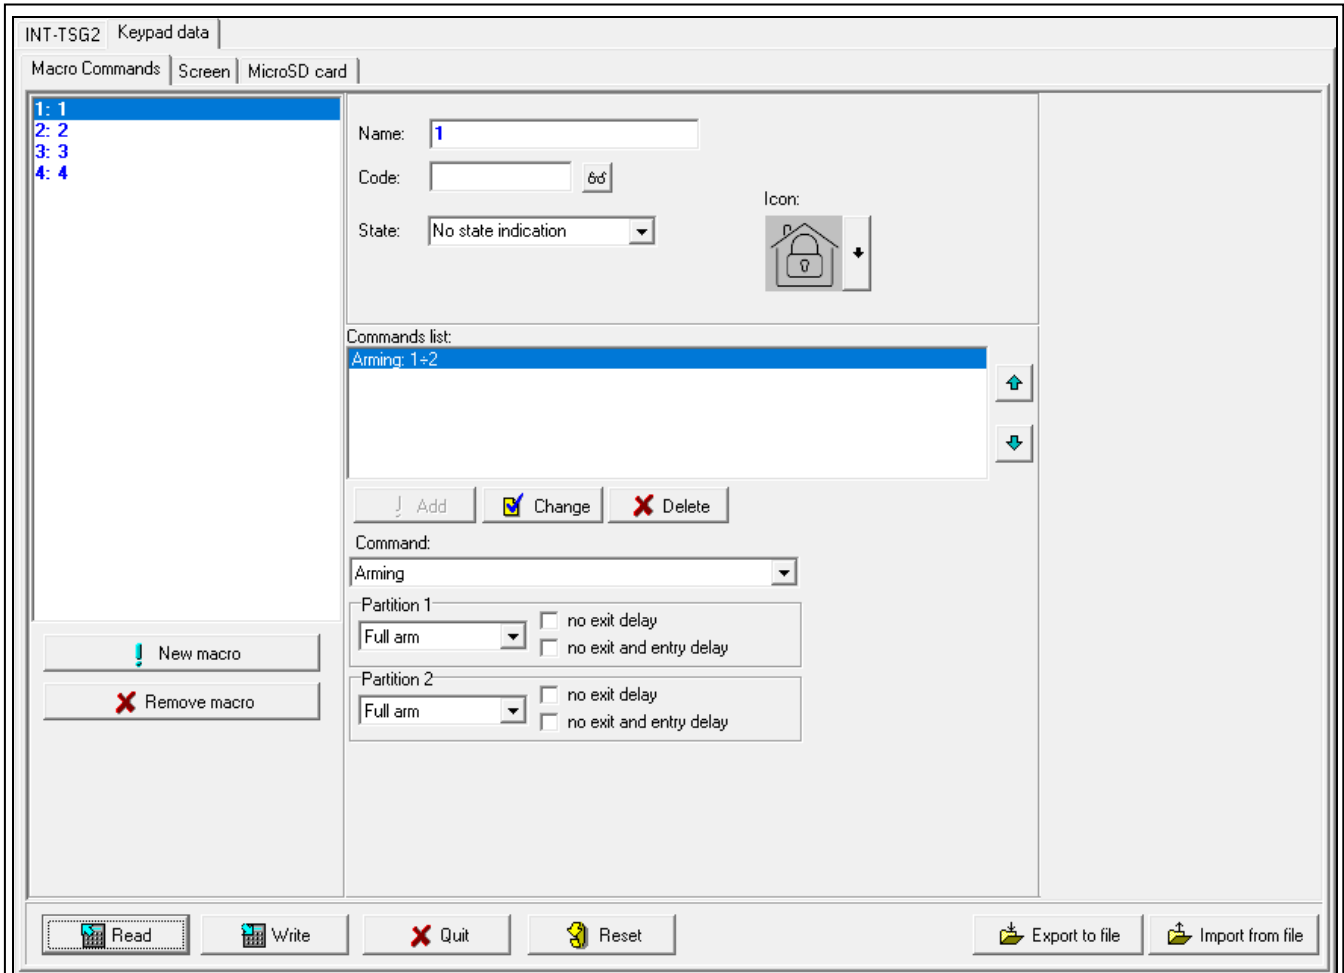 INT-TSG2 Keypad data
Macro Commands Screen MicroSD card
1: 1
2: 2
3: 3
4: 4
Name: 1
Code:
Icon:
State: No state indication
Commands list:
Arming: 1÷2
Add Change Delete
Command:
Arming
Partition 1
Full arm
no exit delay
no exit and entry delay
Partition 2
Full arm
no exit delay
no exit and entry delay
New macro
Remove macro
Read Write Quit Reset Export to file Import from file